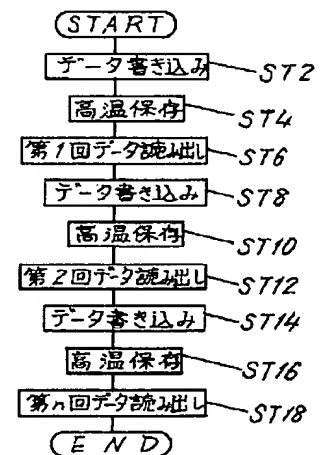 START
データ書き込み ST2
高温保存 ST4
第1回データ読み出し ST6
データ書き込み ST8
高温保存 ST10
第2回データ読み出し ST12
データ書き込み ST14
高温保存 ST16
第n回データ読み出し ST18
END